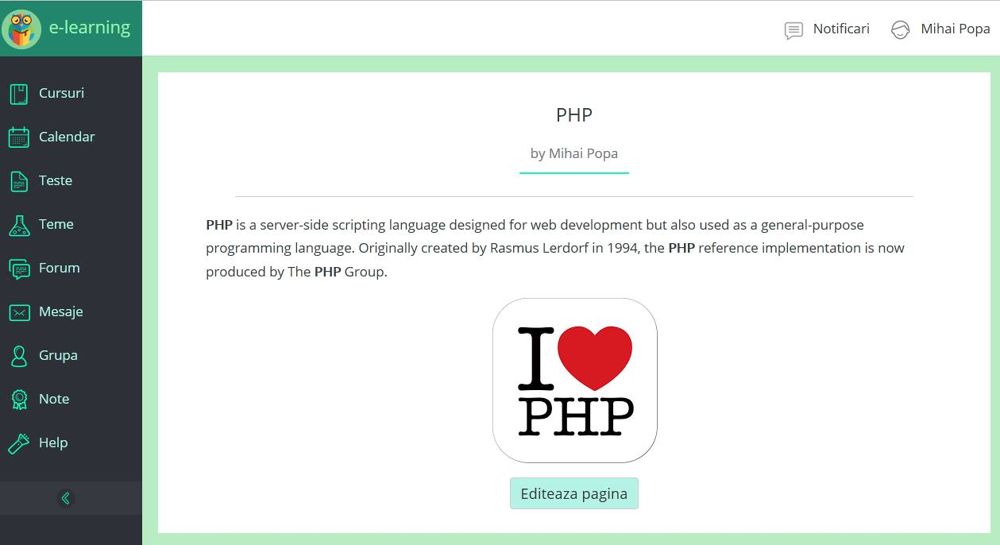 e-learning
Notificari
Mihai Popa
Cursuri
Calendar
Teste
Teme
Forum
Mesaje
Grupa
Note
Help
PHP
by Mihai Popa
PHP is a server-side scripting language designed for web development but also used as a general-purpose
programming language. Originally created by Rasmus Lerdorf in 1994, the PHP reference implementation is now
produced by The PHP Group.
I
PHP
Editeaza pagina